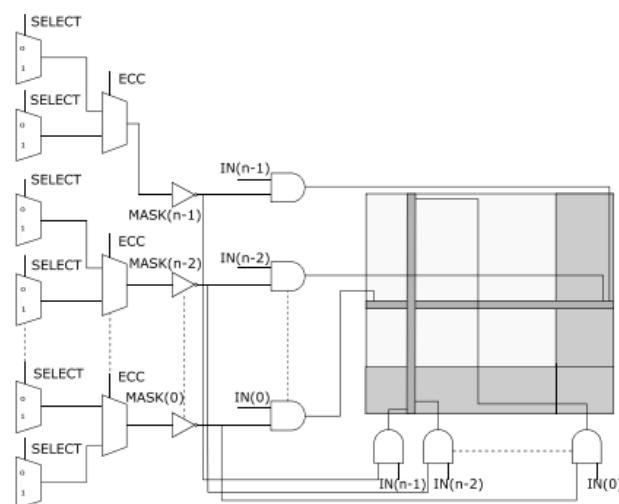 SELECT
0
1
ECC
SELECT
0
1
IN(n-1)
MASK(n-1)
SELECT
0
1
ECC
MASK(n-2)
IN(n-2)
SELECT
0
1
SELECT
0
1
ECC
MASK(0)
IN(0)
SELECT
0
1
IN(n-1)
IN(n-2)
IN(0)